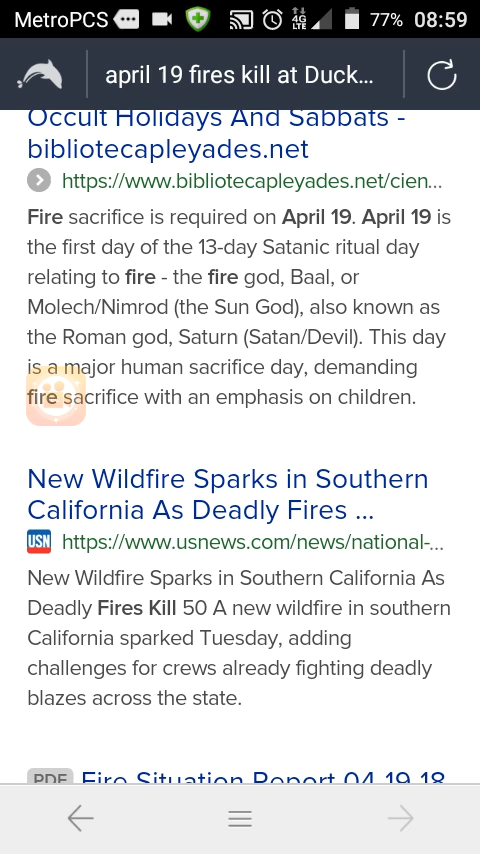 MetroPCS 4G LTE 77% 08:59
april 19 fires kill at Duck...
Occult Holidays And Sabbats -
bibliotecapleyades.net
https://www.bibliotecapleyades.net/cien...
Fire sacrifice is required on April 19. April 19 is
the first day of the 13-day Satanic ritual day
relating to fire - the fire god, Baal, or
Molech/Nimrod (the Sun God), also known as
the Roman god, Saturn (Satan/Devil). This day
is a major human sacrifice day, demanding
fire sacrifice with an emphasis on children.
New Wildfire Sparks in Southern
California As Deadly Fires ...
USN https://www.usnews.com/news/national-...
New Wildfire Sparks in Southern California As
Deadly Fires Kill 50 A new wildfire in southern
California sparked Tuesday, adding
challenges for crews already fighting deadly
blazes across the state.
PDF Fire Situation Report 04-19-18